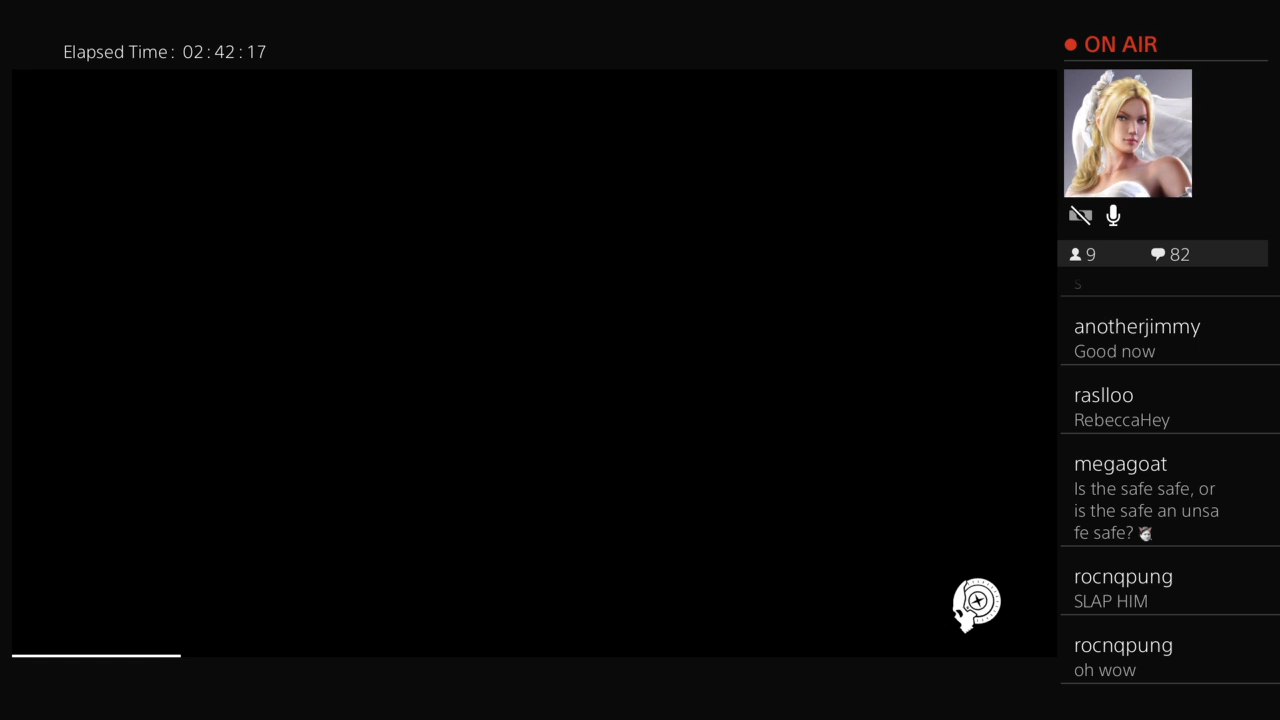 Elapsed Time: 02:42:17
ON AIR
9 82
s
anotherjimmy
Good now
raslloo
RebeccaHey
megagoat
Is the safe safe, or
is the safe an unsa
fe safe?
rocnqpung
SLAP HIM
rocnqpung
oh wow